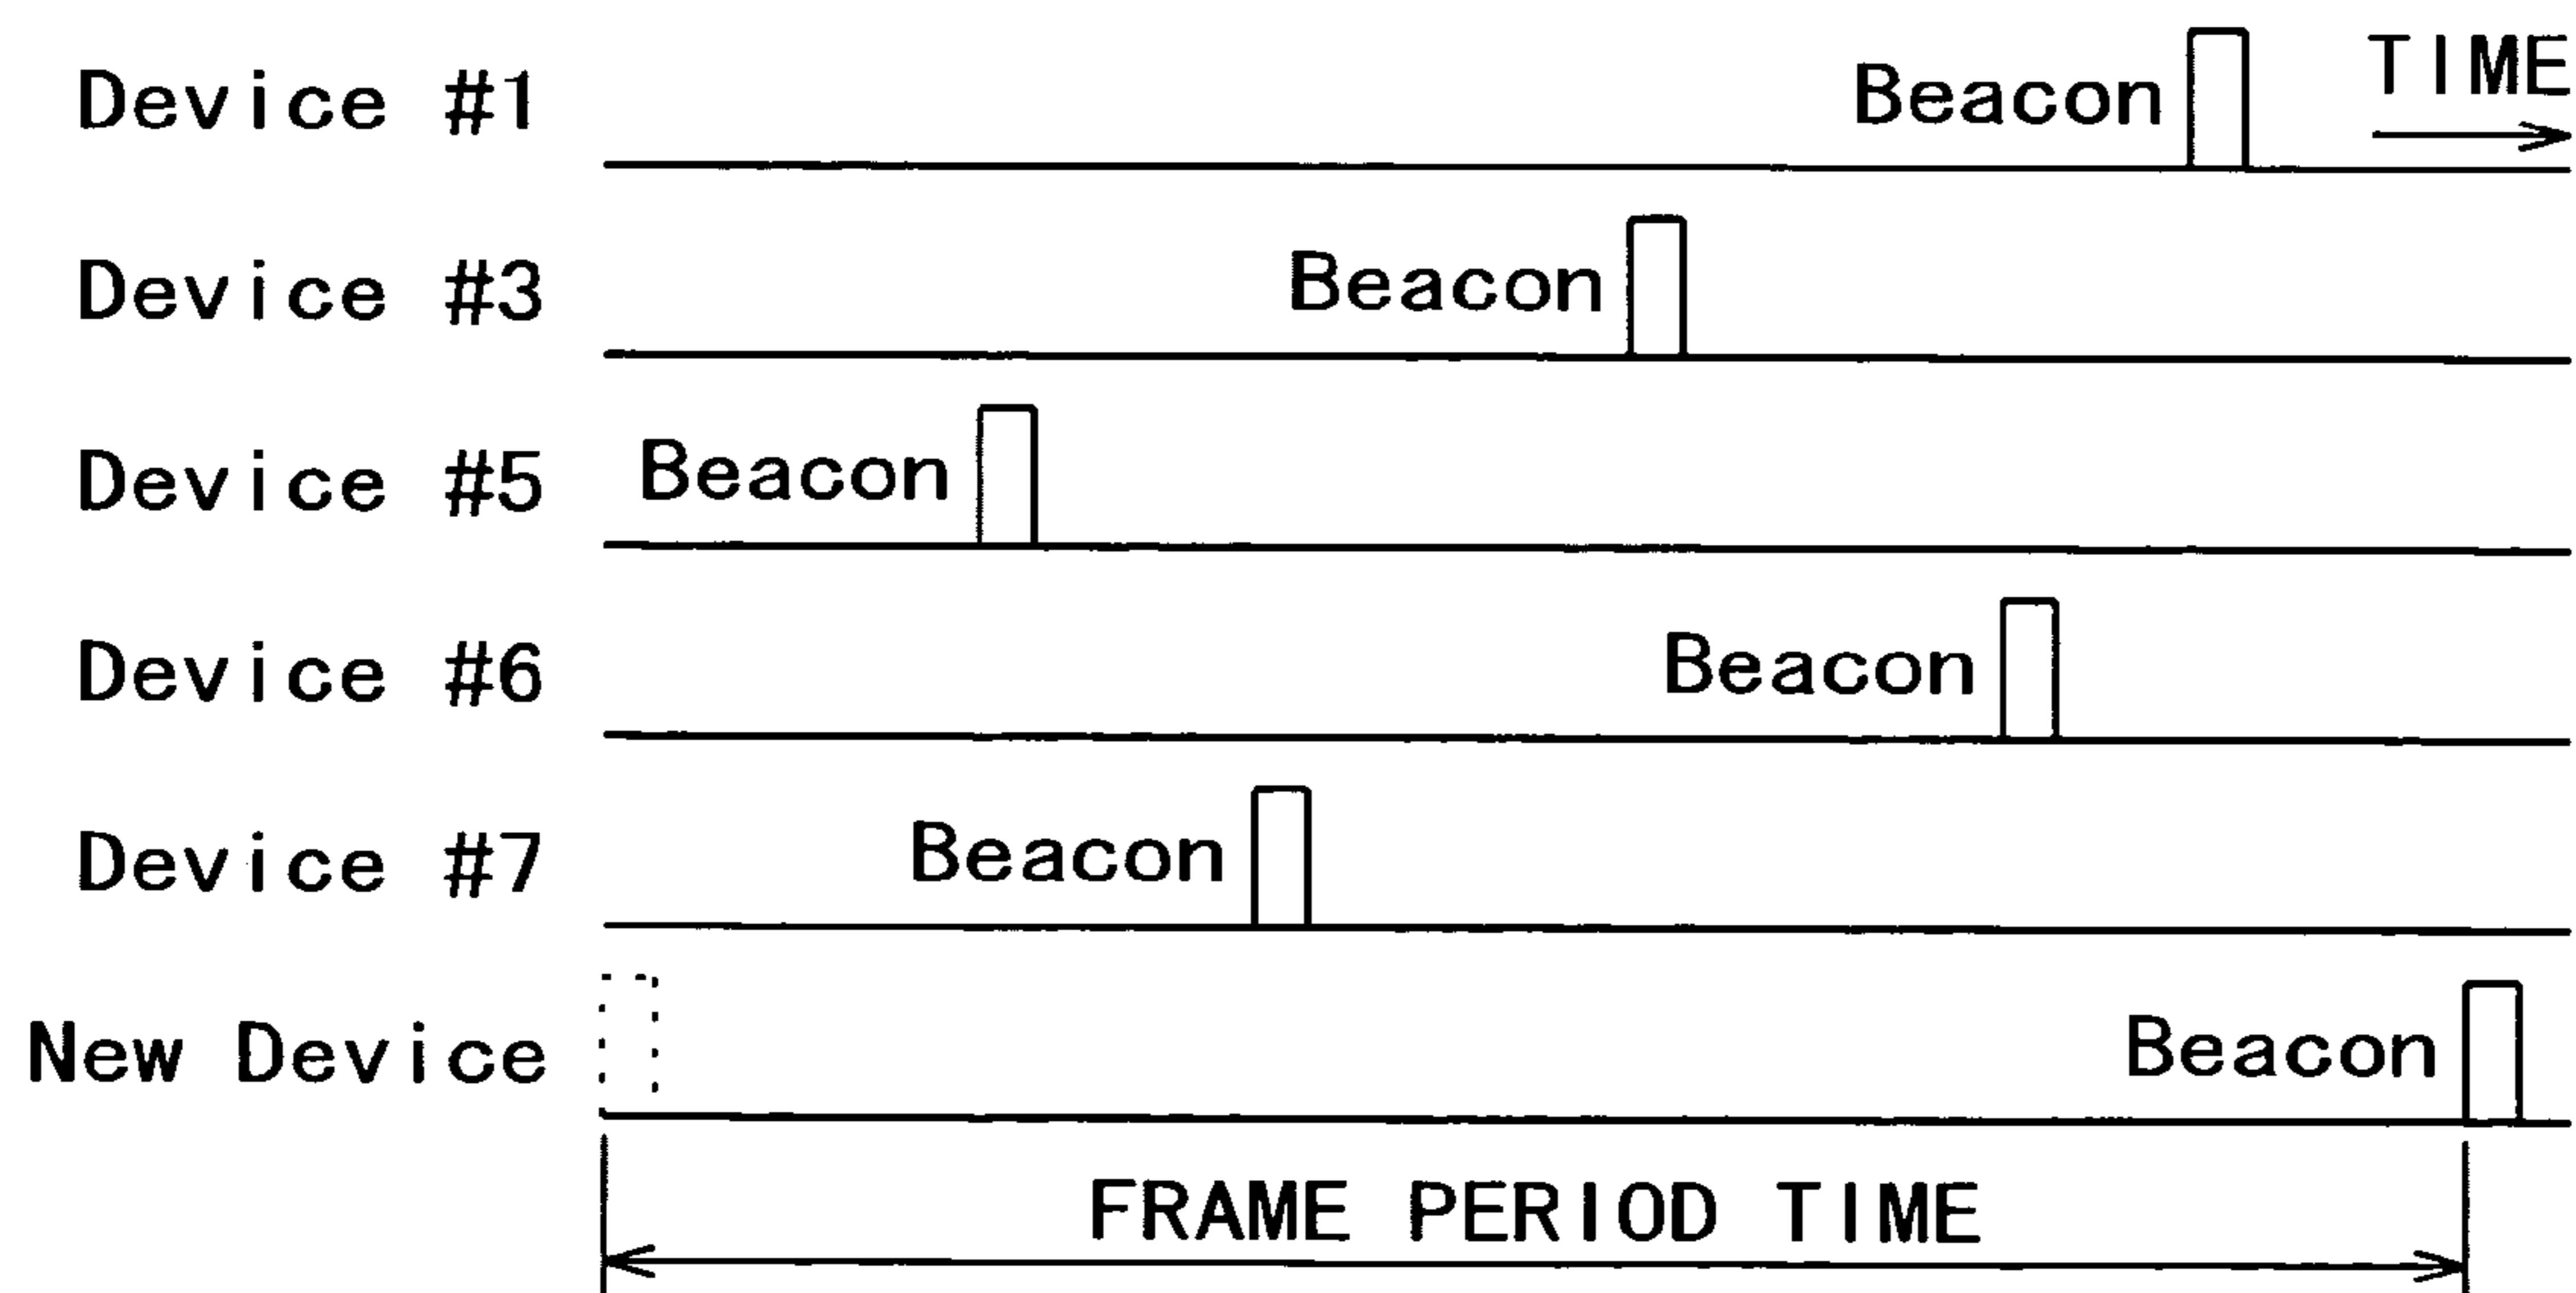 Device #1
Beacon
TIME
Device #3
Beacon
Device #5
Beacon
Device #6
Beacon
Device #7
Beacon
New Device
Beacon
FRAME PERIOD TIME